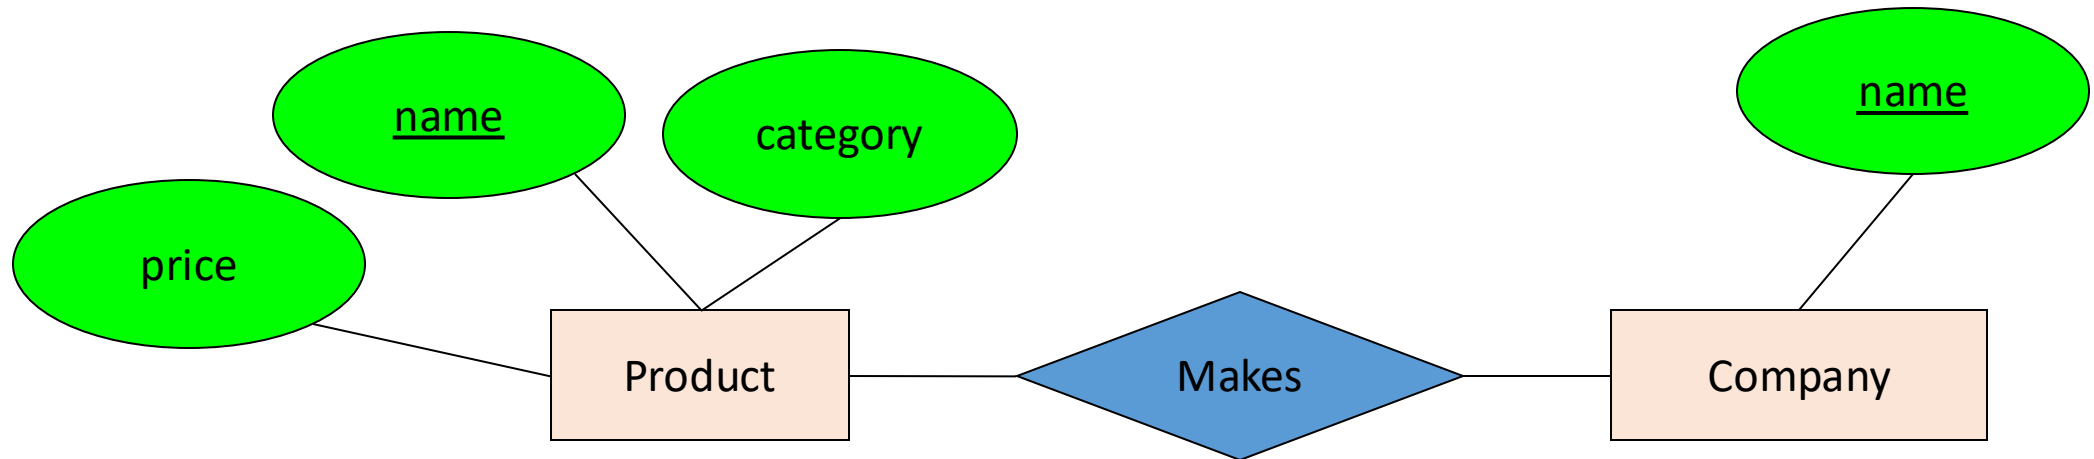 name
category
name
price
Product
Makes
Company